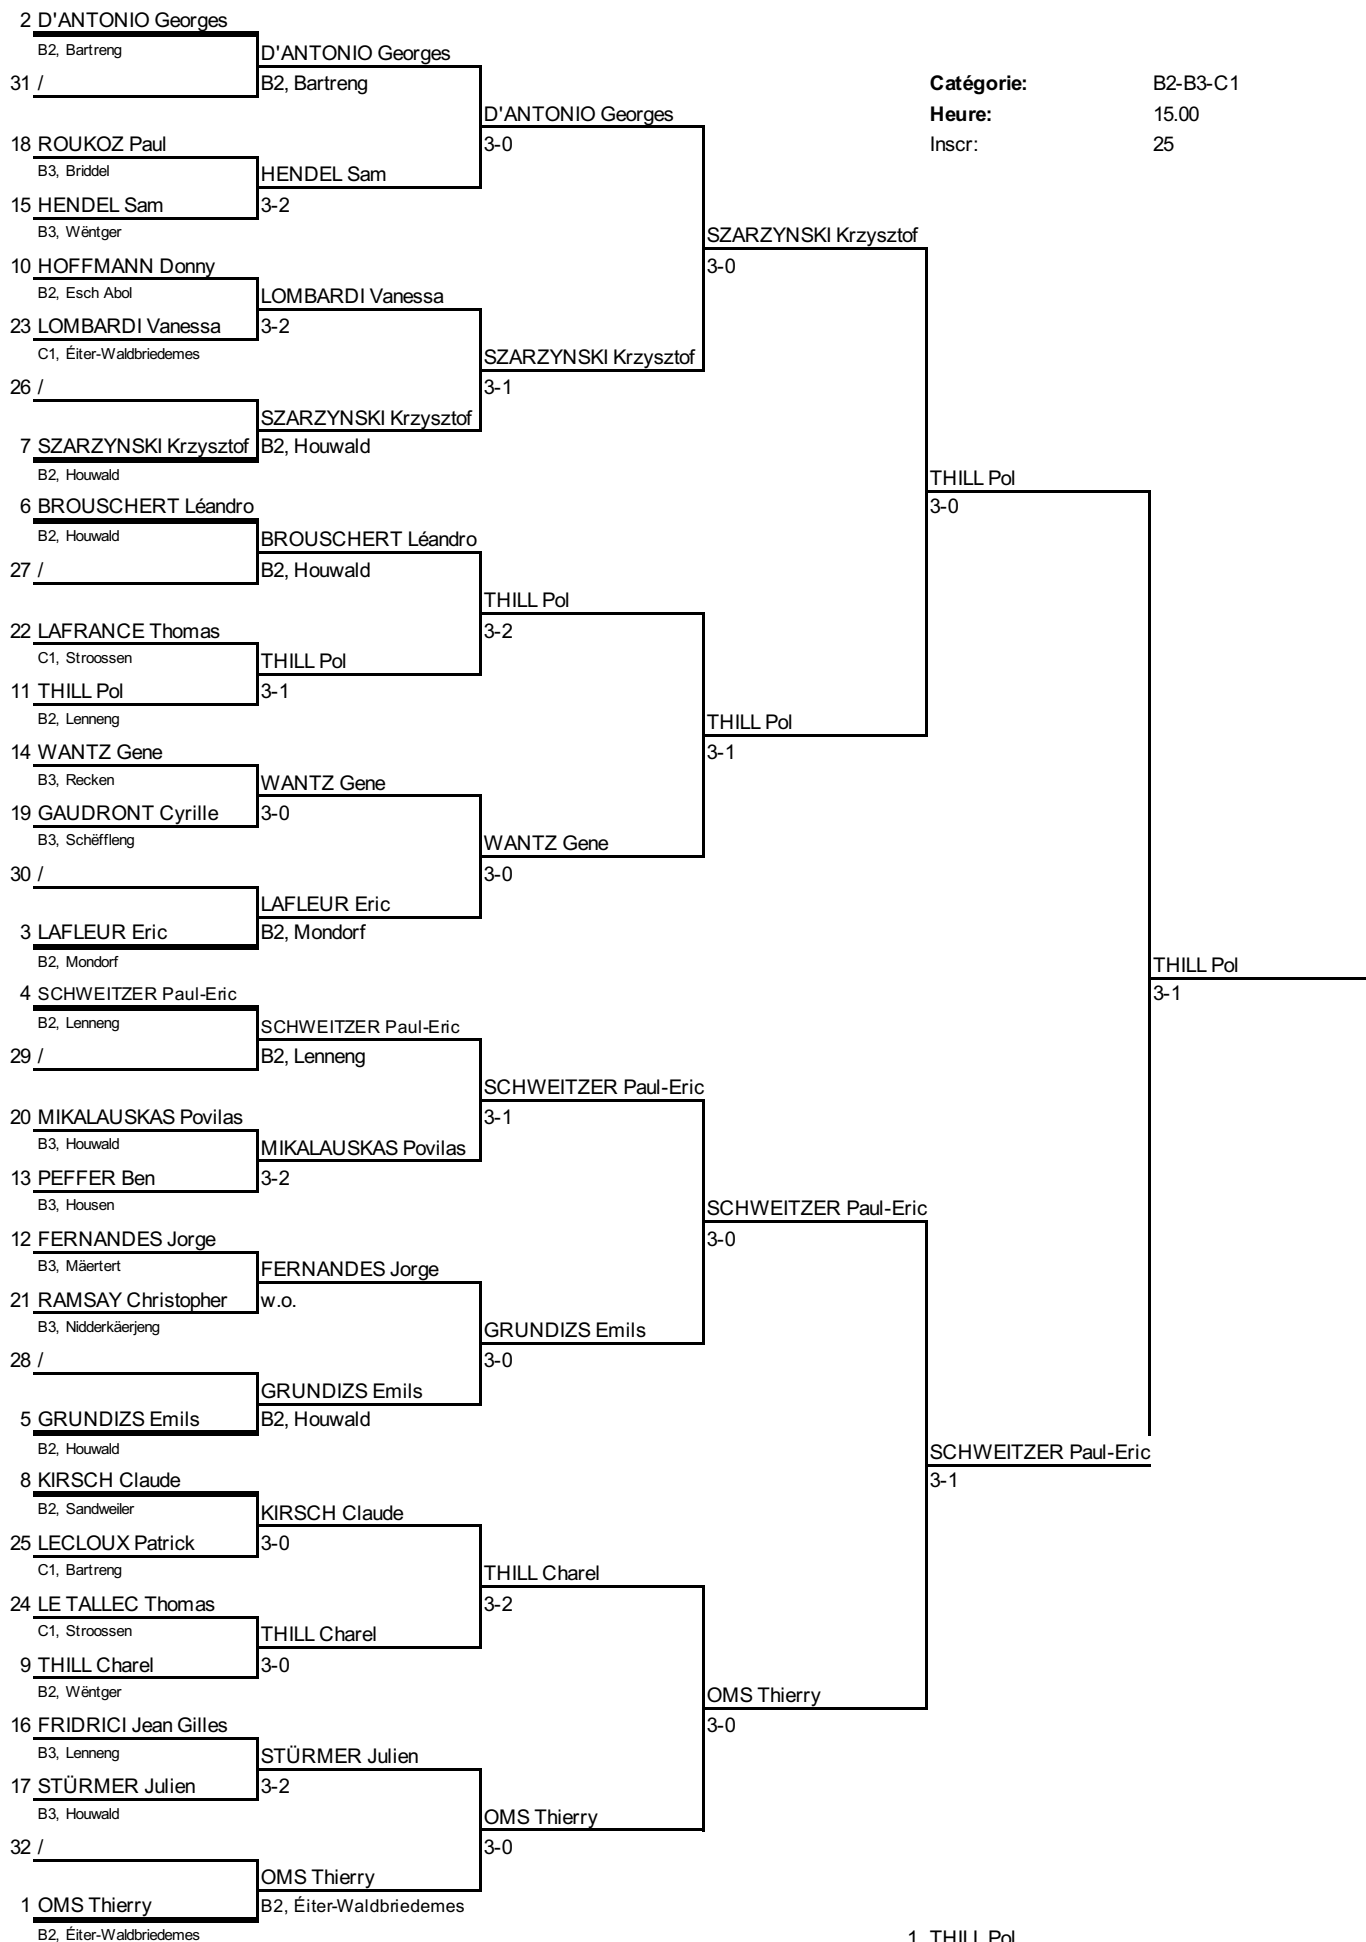 2 D'ANTONIO Georges
B2, Bartreng
D'ANTONIO Georges
31 /
B2, Bartreng
Catégorie: B2-B3-C1
D'ANTONIO Georges
Heure: 15.00
18 ROUKOZ Paul
3-0
Inscr: 25
B3, Briddel
HENDEL Sam
15 HENDEL Sam
3-2
B3, Wëntger
SZARZYNSKI Krzysztof
10 HOFFMANN Donny
3-0
B2, Esch Abol
LOMBARDI Vanessa
23 LOMBARDI Vanessa
3-2
C1, Éiter-Waldbriedemes
SZARZYNSKI Krzysztof
26 /
3-1
SZARZYNSKI Krzysztof
7 SZARZYNSKI Krzysztof
B2, Houwald
B2, Houwald
THILL Pol
6 BROUSCHERT Léandro
3-0
B2, Houwald
BROUSCHERT Léandro
27 /
B2, Houwald
THILL Pol
22 LAFRANCE Thomas
3-2
C1, Stroossen
THILL Pol
11 THILL Pol
3-1
B2, Lenneng
THILL Pol
14 WANTZ Gene
3-1
B3, Recken
WANTZ Gene
19 GAUDRONT Cyrille
3-0
B3, Schëffleng
WANTZ Gene
30 /
3-0
LAFLEUR Eric
3 LAFLEUR Eric
B2, Mondorf
B2, Mondorf
THILL Pol
4 SCHWEITZER Paul-Eric
3-1
B2, Lenneng
SCHWEITZER Paul-Eric
29 /
B2, Lenneng
SCHWEITZER Paul-Eric
20 MIKALAUSKAS Povilas
3-1
B3, Houwald
MIKALAUSKAS Povilas
13 PEFFER Ben
3-2
B3, Housen
SCHWEITZER Paul-Eric
12 FERNANDES Jorge
3-0
B3, Mäertert
FERNANDES Jorge
21 RAMSAY Christopher
w.o.
B3, Nidderkäerjeng
GRUNDIZS Emils
28 /
3-0
GRUNDIZS Emils
5 GRUNDIZS Emils
B2, Houwald
B2, Houwald
SCHWEITZER Paul-Eric
8 KIRSCH Claude
3-1
B2, Sandweiler
KIRSCH Claude
25 LECLOUX Patrick
3-0
C1, Bartreng
THILL Charel
24 LE TALLEC Thomas
3-2
C1, Stroossen
THILL Charel
9 THILL Charel
3-0
B2, Wëntger
OMS Thierry
16 FRIDRICI Jean Gilles
3-0
B3, Lenneng
STÜRMER Julien
17 STÜRMER Julien
3-2
B3, Houwald
OMS Thierry
32 /
3-0
OMS Thierry
1 OMS Thierry
B2, Éiter-Waldbriedemes
B2, Éiter-Waldbriedemes
1 THILL Pol